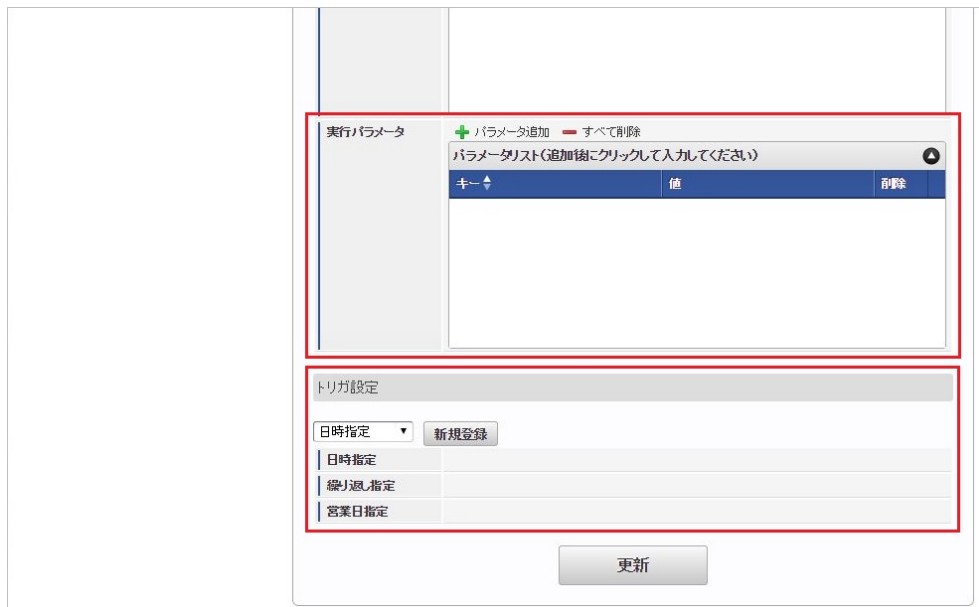 実行パラメータ
パラメータ追加 すべて削除
パラメータリスト(追加後にクリックして入力してください)
キー 値 削除
トリガ設定
日時指定 新規登録
日時指定
繰り返し指定
営業日指定
更新